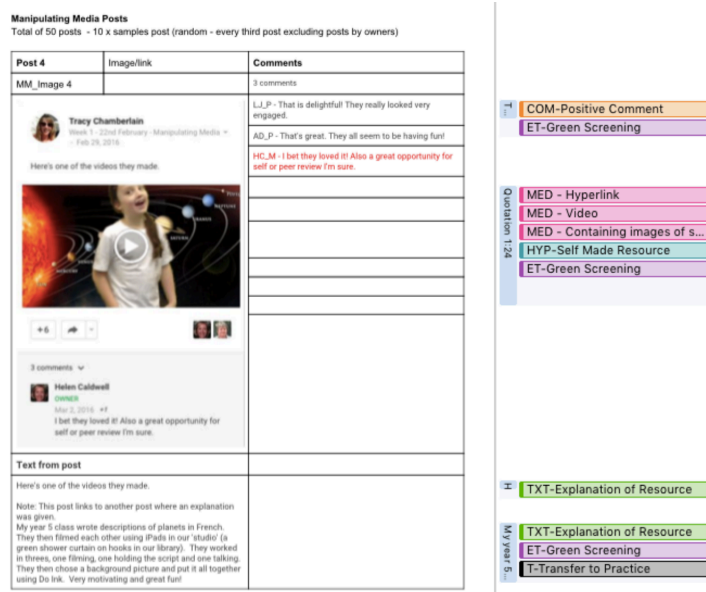 Manipulating Media Posts
Total of 50 posts - 10 x samples post (random - every third post excluding posts by owners)
Post 4
Image/link
Comments
MM_Image 4
3 comments
Tracy Chamberlain
Week 1 - 22nd February - Manipulating Media
Feb 29, 2016
Here's one of the videos they made.
NEPTUNE
URANUS
SATURN
+6
3 comments
Helen Caldwell
OWNER
Mar 2, 2016
I bet they loved it! Also a great opportunity for
self or peer review I'm sure.
LJ_P - That is delightful! They really looked very
engaged.
AD_P - That's great. They all seem to be having fun!
HC_M - I bet they loved it! Also a great opportunity for
self or peer review I'm sure.
Text from post
Here's one of the videos they made.
Note: This post links to another post where an explanation
was given.
My year 5 class wrote descriptions of planets in French.
They then filmed each other using iPads in our 'studio' (a
green shower curtain on hooks in our library). They worked
in threes, one filming, one holding the script and one talking.
They then chose a background picture and put it all together
using Do Ink. Very motivating and great fun!
T...
COM-Positive Comment
ET-Green Screening
Quotation 1:24
MED - Hyperlink
MED - Video
MED - Containing images of s...
HYP-Self Made Resource
ET-Green Screening
H
TXT-Explanation of Resource
My year 5...
TXT-Explanation of Resource
ET-Green Screening
T-Transfer to Practice